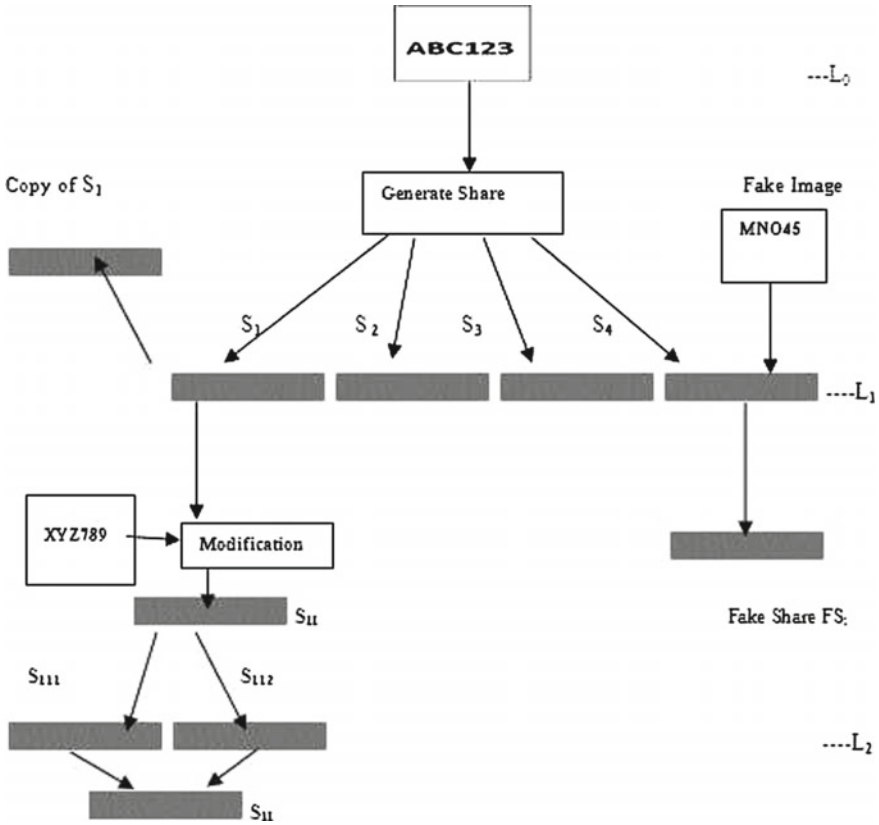 ABC123
---L₀
Copy of S₁
Generate Share
Fake Image
MNO45
S₁
S₂
S₃
S₄
----L₁
XYZ789
Modification
S₁₁
Fake Share FS₁
S₁₁₁
S₁₁₂
----L₂
S₁₁